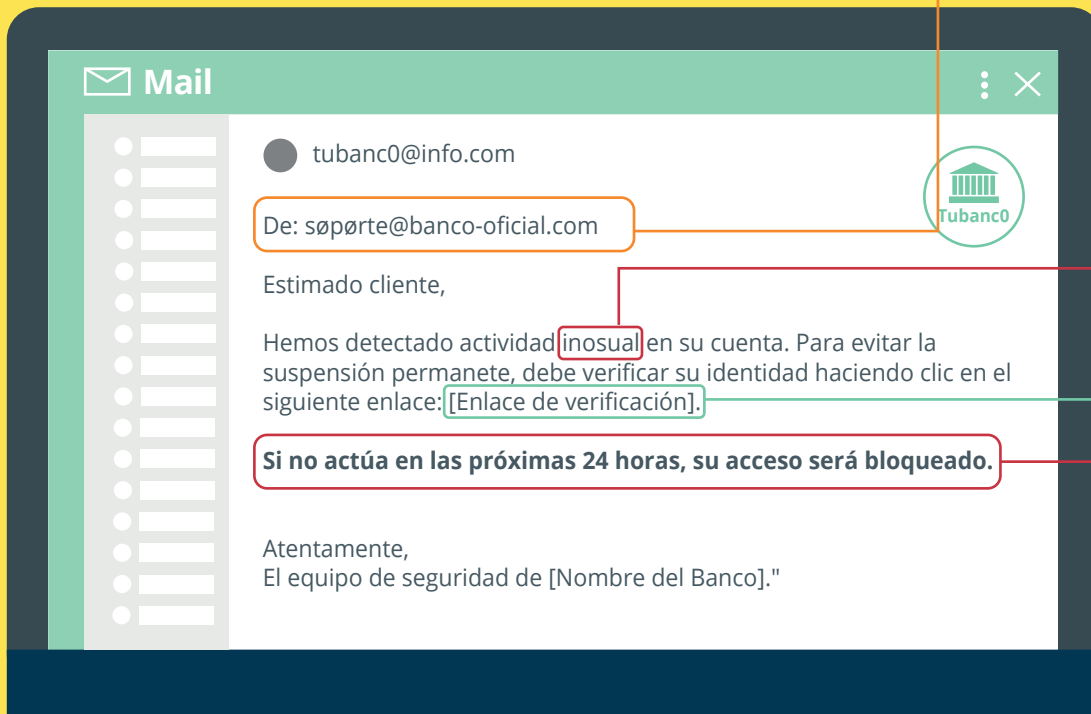 Mail
tubanc0@info.com
Tubanc0
De: søpørte@banco-oficial.com
Estimado cliente,
Hemos detectado actividad inosual en su cuenta. Para evitar la
suspensión permanete, debe verificar su identidad haciendo clic en el
siguiente enlace: [Enlace de verificación].
Si no actúa en las próximas 24 horas, su acceso será bloqueado.
Atentamente,
El equipo de seguridad de [Nombre del Banco]."